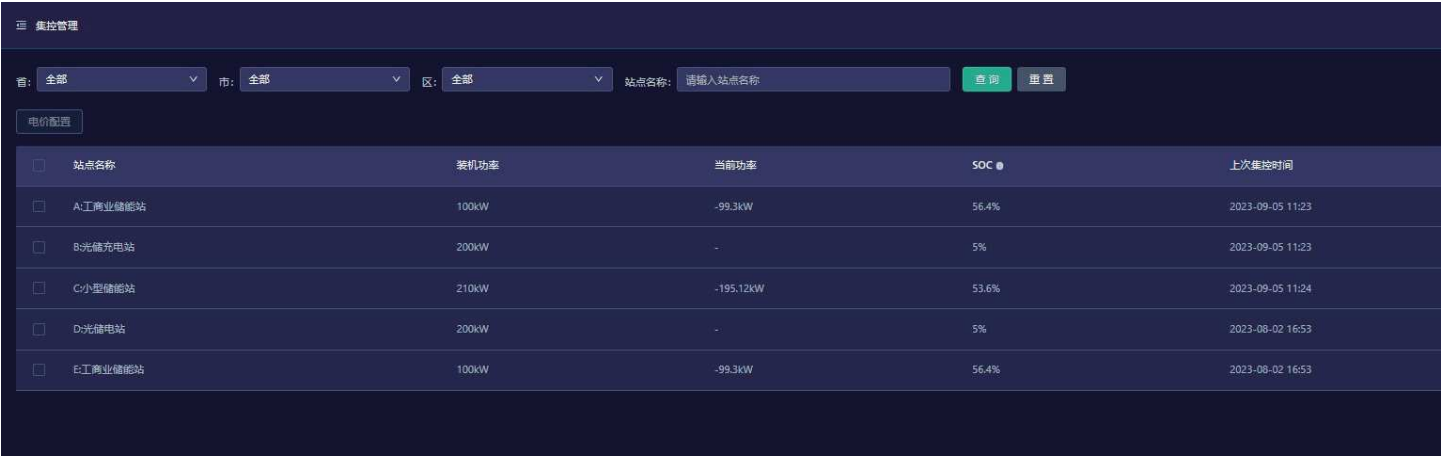 集控管理
省: 全部 市: 全部 区: 全部 站点名称: 请输入站点名称 查询 重置
电价配置
站点名称 装机功率 当前功率 SOC 上次集控时间
A:工商业储能站 100kW -99.3kW 56.4% 2023-09-05 11:23
B:光储充电站 200kW - 5% 2023-09-05 11:23
C:小型储能站 210kW -195.12kW 53.6% 2023-09-05 11:24
D:光储电站 200kW - 5% 2023-08-02 16:53
E:工商业储能站 100kW -99.3kW 56.4% 2023-08-02 16:53